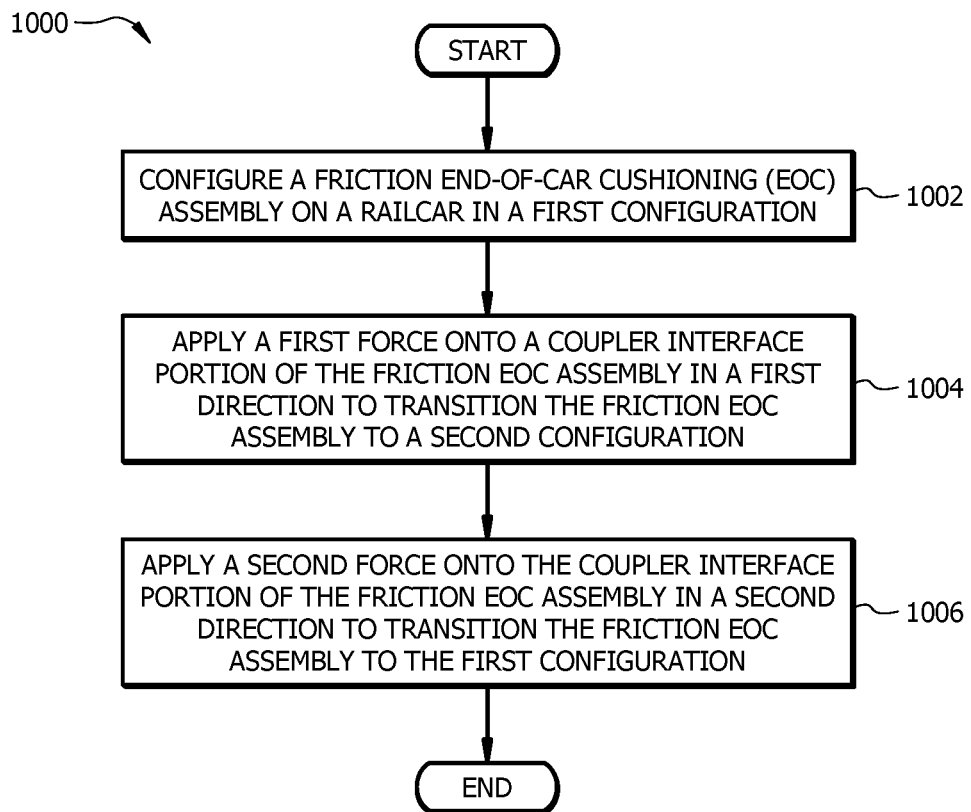 1000
START
CONFIGURE A FRICTION END-OF-CAR CUSHIONING (EOC)
ASSEMBLY ON A RAILCAR IN A FIRST CONFIGURATION
1002
APPLY A FIRST FORCE ONTO A COUPLER INTERFACE
PORTION OF THE FRICTION EOC ASSEMBLY IN A FIRST
DIRECTION TO TRANSITION THE FRICTION EOC
ASSEMBLY TO A SECOND CONFIGURATION
1004
APPLY A SECOND FORCE ONTO THE COUPLER INTERFACE
PORTION OF THE FRICTION EOC ASSEMBLY IN A SECOND
DIRECTION TO TRANSITION THE FRICTION EOC
ASSEMBLY TO THE FIRST CONFIGURATION
1006
END